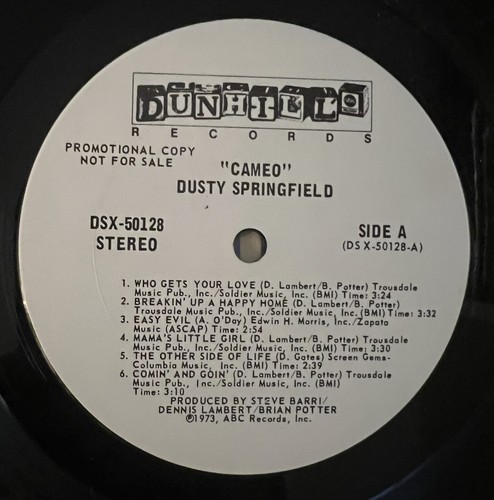 DUNHILL
RECORDS
PROMOTIONAL COPY
NOT FOR SALE
"CAMEO"
DUSTY SPRINGFIELD
DSX-50128
STEREO
SIDE A
(DSX-50128-A)
1. WHO GETS YOUR LOVE (D. Lambert/B. Potter) Trousdale
Music Pub., Inc./Soldier Music, Inc. (BMI) Time: 3:24
2. BREAKIN' UP A HAPPY HOME (D. Lambert/B. Potter)
Trousdale Music Pub., Inc./Soldier Music, Inc. (BMI) Time: 3:32
3. EASY EVIL (A. O'Day) Edwin H. Morris, Inc./Zapata
Music (ASCAP) Time: 2:54
4. MAMA'S LITTLE GIRL (D. Lambert/B. Potter) Trousdale
Music Pub., Inc./Soldier Music, Inc. (BMI) Time: 3:30
5. THE OTHER SIDE OF LIFE (D. Gates) Screen Gems-
Columbia Music, Inc. (BMI) Time: 2:39
6. COMIN' AND GOIN' (D. Lambert/B. Potter) Trousdale
Music Pub., Inc./Soldier Music, Inc. (BMI)
Time: 3:10
PRODUCED BY STEVE BARRI/
DENNIS LAMBERT/BRIAN POTTER
℗1973, ABC Records, Inc.